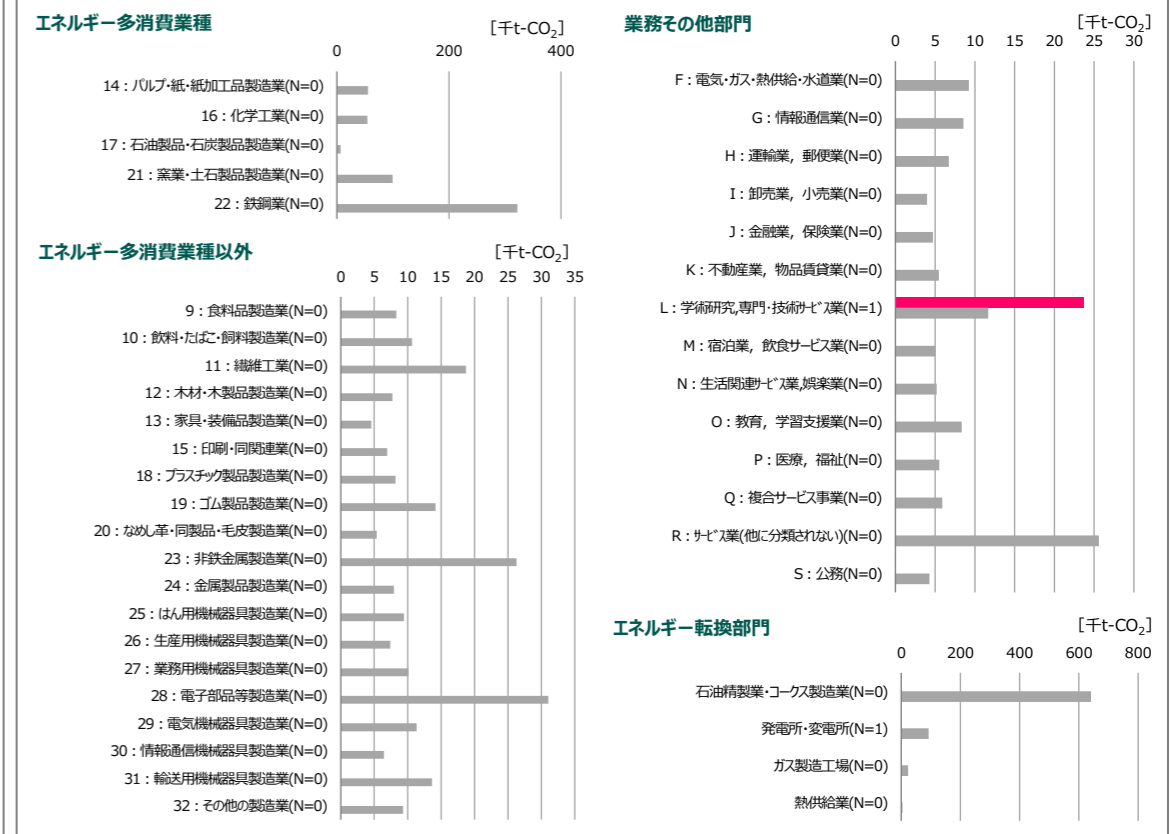 エネルギー多消費業種
[千t-CO₂]
0 200 400
14：パルプ・紙・紙加工品製造業(N=0)
16：化学工業(N=0)
17：石油製品・石炭製品製造業(N=0)
21：窯業・土石製品製造業(N=0)
22：鉄鋼業(N=0)
エネルギー多消費業種以外
[千t-CO₂]
0 5 10 15 20 25 30 35
9：食料品製造業(N=0)
10：飲料・たばこ・飼料製造業(N=0)
11：繊維工業(N=0)
12：木材・木製品製造業(N=0)
13：家具・装備品製造業(N=0)
15：印刷・同関連業(N=0)
18：プラスチック製品製造業(N=0)
19：ゴム製品製造業(N=0)
20：なめし革・同製品・毛皮製造業(N=0)
23：非鉄金属製造業(N=0)
24：金属製品製造業(N=0)
25：はん用機械器具製造業(N=0)
26：生産用機械器具製造業(N=0)
27：業務用機械器具製造業(N=0)
28：電子部品等製造業(N=0)
29：電気機械器具製造業(N=0)
30：情報通信機械器具製造業(N=0)
31：輸送用機械器具製造業(N=0)
32：その他の製造業(N=0)
業務その他部門
[千t-CO₂]
0 5 10 15 20 25 30
F：電気・ガス・熱供給・水道業(N=0)
G：情報通信業(N=0)
H：運輸業，郵便業(N=0)
I：卸売業，小売業(N=0)
J：金融業，保険業(N=0)
K：不動産業，物品賃貸業(N=0)
L：学術研究,専門・技術サービス業(N=1)
M：宿泊業，飲食サービス業(N=0)
N：生活関連サービス業,娯楽業(N=0)
O：教育，学習支援業(N=0)
P：医療，福祉(N=0)
Q：複合サービス事業(N=0)
R：サービス業(他に分類されない)(N=0)
S：公務(N=0)
エネルギー転換部門
[千t-CO₂]
0 200 400 600 800
石油精製業・コークス製造業(N=0)
発電所・変電所(N=1)
ガス製造工場(N=0)
熱供給業(N=0)